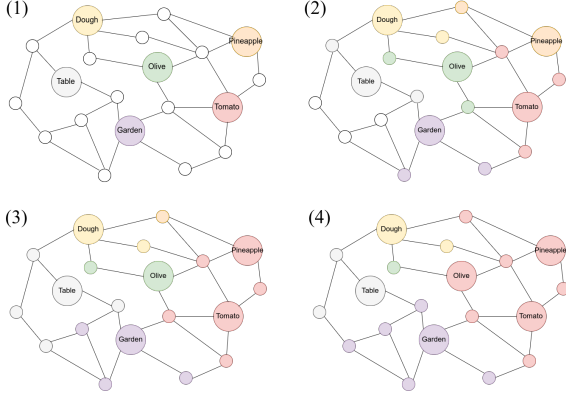 (1)
Dough
Pineapple
Olive
Table
Tomato
Garden
(2)
Dough
Pineapple
Olive
Table
Tomato
Garden
(3)
Dough
Pineapple
Olive
Table
Tomato
Garden
(4)
Dough
Pineapple
Olive
Table
Tomato
Garden